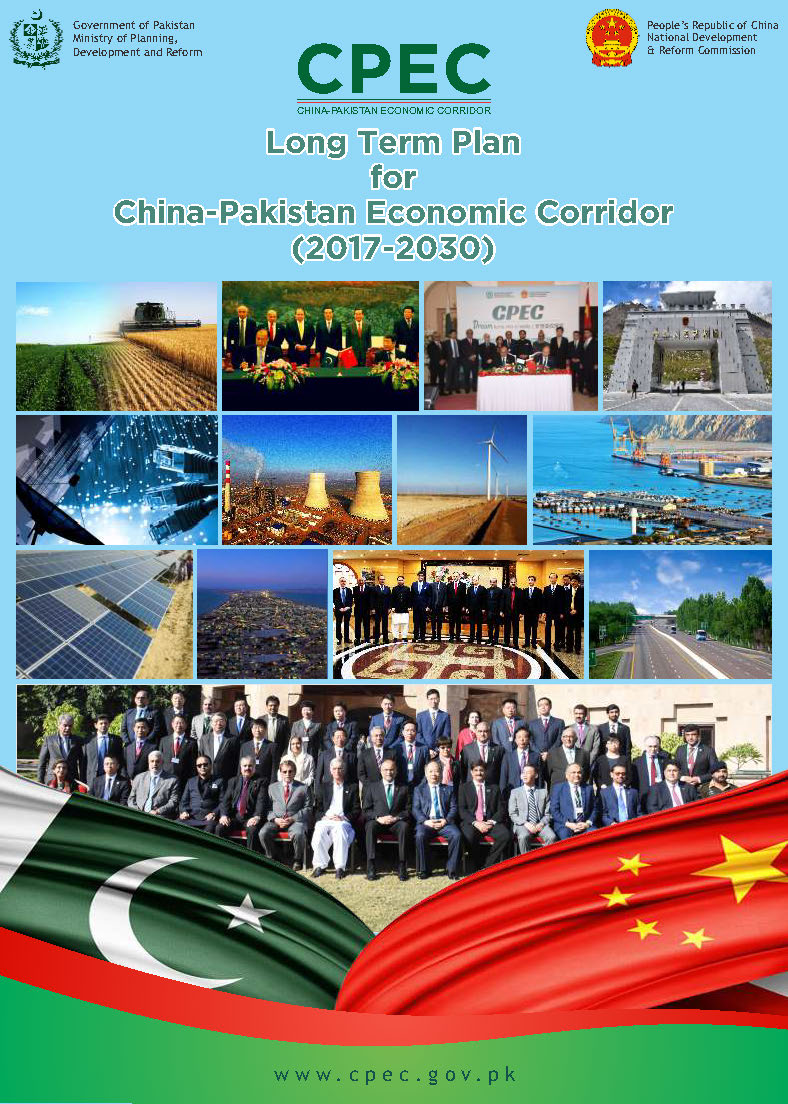 Government of Pakistan
Ministry of Planning,
Development and Reform
People's Republic of China
National Development
& Reform Commission
CPEC
CHINA-PAKISTAN ECONOMIC CORRIDOR
Long Term Plan
for
China-Pakistan Economic Corridor
(2017-2030)
CPEC
www.cpec.gov.pk